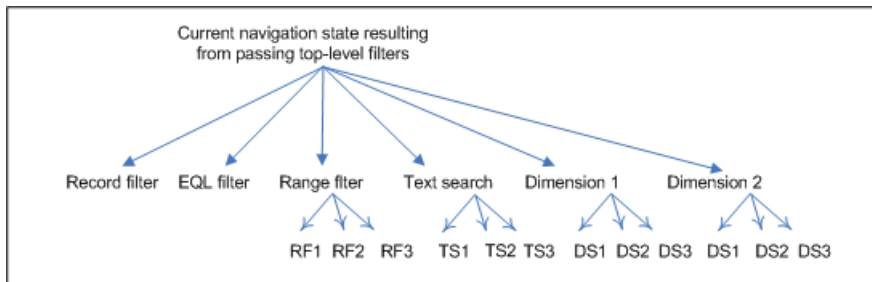 Current navigation state resulting
from passing top-level filters
Record filter EQL filter Range flter Text search Dimension 1 Dimension 2
RF1 RF2 RF3 TS1 TS2 TS3 DS1 DS2 DS3 DS1 DS2 DS3